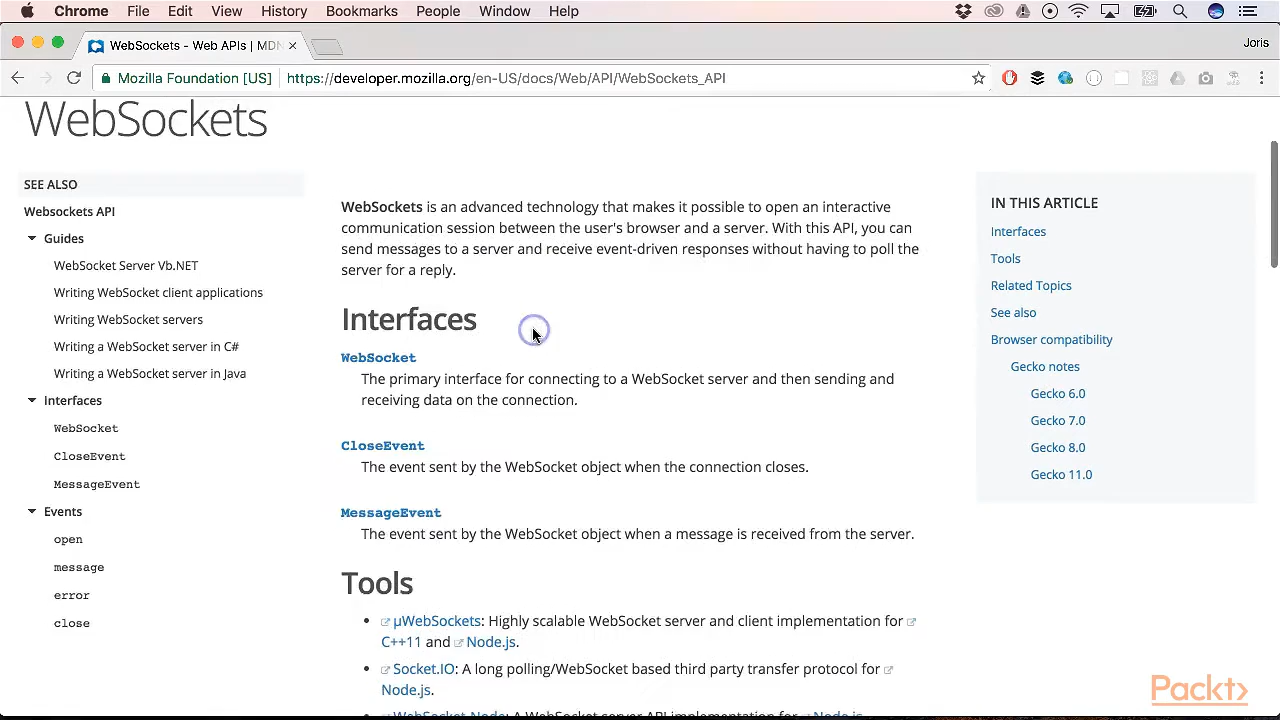 Chrome File Edit View History Bookmarks People Window Help
WebSockets - Web APIs | MDN
Joris
Mozilla Foundation [US] https://developer.mozilla.org/en-US/docs/Web/API/WebSockets_API
WebSockets
SEE ALSO
Websockets API
Guides
WebSocket Server Vb.NET
Writing WebSocket client applications
Writing WebSocket servers
Writing a WebSocket server in C#
Writing a WebSocket server in Java
Interfaces
WebSocket
CloseEvent
MessageEvent
Events
open
message
error
close
WebSockets is an advanced technology that makes it possible to open an interactive
communication session between the user's browser and a server. With this API, you can
send messages to a server and receive event-driven responses without having to poll the
server for a reply.
Interfaces
WebSocket
The primary interface for connecting to a WebSocket server and then sending and
receiving data on the connection.
CloseEvent
The event sent by the WebSocket object when the connection closes.
MessageEvent
The event sent by the WebSocket object when a message is received from the server.
Tools
• µWebSockets: Highly scalable WebSocket server and client implementation for
C++11 and Node.js.
• Socket.IO: A long polling/WebSocket based third party transfer protocol for
Node.js.
• WebSocket-Node: A WebSocket server API implementation for Node.js.
IN THIS ARTICLE
Interfaces
Tools
Related Topics
See also
Browser compatibility
Gecko notes
Gecko 6.0
Gecko 7.0
Gecko 8.0
Gecko 11.0
Packt